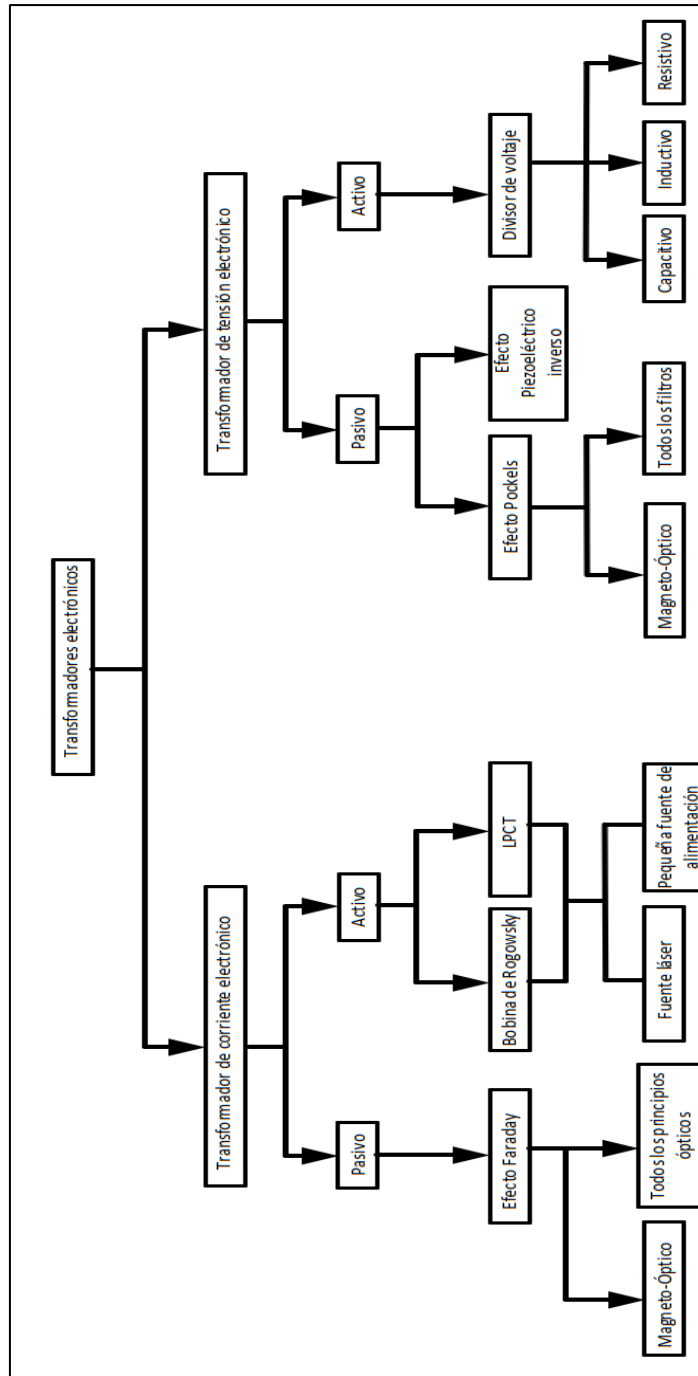 Transformadores electrónicos
Transformador de corriente electrónico
Transformador de tensión electrónico
Pasivo
Activo
Pasivo
Activo
Efecto Faraday
Bobina de Rogowsky
LPCT
Efecto Pockels
Efecto
Piezoeléctrico
inverso
Divisor de voltaje
Magneto-Óptico
Todos los principios
ópticos
Fuente láser
Pequeña fuente de
alimentación
Magneto-Óptico
Todos los filtros
Capacitivo
Inductivo
Resistivo